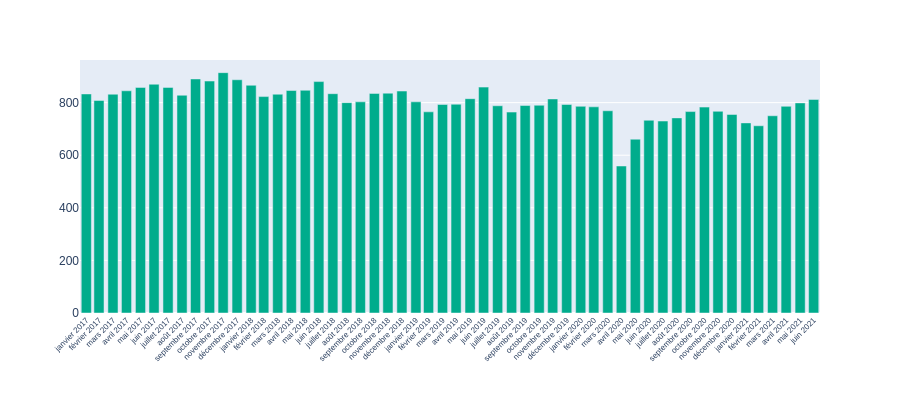 800
600
400
200
0
janvier 2017
février 2017
mars 2017
avril 2017
mai 2017
juin 2017
juillet 2017
août 2017
septembre 2017
octobre 2017
novembre 2017
décembre 2017
janvier 2018
février 2018
mars 2018
avril 2018
mai 2018
juin 2018
juillet 2018
août 2018
septembre 2018
octobre 2018
novembre 2018
décembre 2018
janvier 2019
février 2019
mars 2019
avril 2019
mai 2019
juin 2019
juillet 2019
août 2019
septembre 2019
octobre 2019
novembre 2019
décembre 2019
janvier 2020
février 2020
mars 2020
avril 2020
mai 2020
juin 2020
juillet 2020
août 2020
septembre 2020
octobre 2020
novembre 2020
décembre 2020
janvier 2021
février 2021
mars 2021
avril 2021
mai 2021
juin 2021